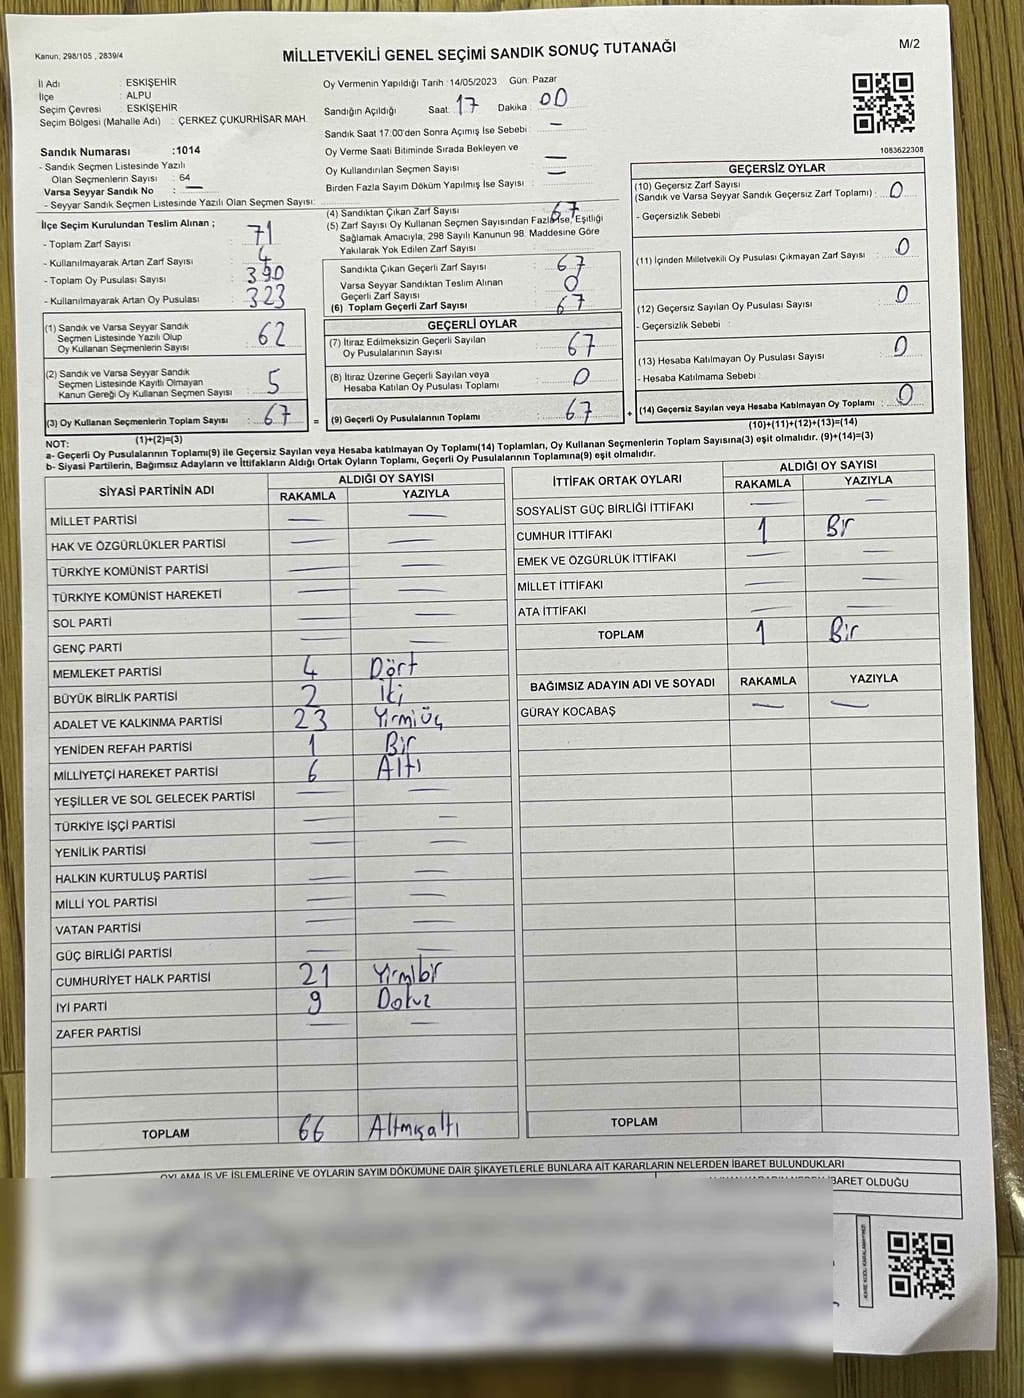 Kanun, 298/105 , 2839/4
MİLLETVEKİLİ GENEL SEÇİMİ SANDIK SONUÇ TUTANAĞI
M/2
İl Adı : ESKİŞEHİR
İlçe : ALPU
Seçim Çevresi : ESKİŞEHİR
Seçim Bölgesi (Mahalle Adı) : ÇERKEZ ÇUKURHİSAR MAH.
Oy Vermenin Yapıldığı Tarih : 14/05/2023 Gün: Pazar
Sandığın Açıldığı Saat: 17 Dakika : 00
Sandık Saat 17:00'den Sonra Açımış İse Sebebi : —
Oy Verme Saati Bitiminde Sırada Bekleyen ve
Oy Kullandırılan Seçmen Sayısı : —
Birden Fazla Sayım Döküm Yapılmış İse Sayısı : —
1083622308
Sandık Numarası :1014
- Sandık Seçmen Listesinde Yazılı
Olan Seçmenlerin Sayısı : 64
Varsa Seyyar Sandık No : —
- Seyyar Sandık Seçmen Listesinde Yazılı Olan Seçmen Sayısı:
İlçe Seçim Kurulundan Teslim Alınan ;
- Toplam Zarf Sayısı : 71
- Kullanılmayarak Artan Zarf Sayısı : 4
- Toplam Oy Pusulası Sayısı : 390
- Kullanılmayarak Artan Oy Pusulası : 323
(1) Sandık ve Varsa Seyyar Sandık
Seçmen Listesinde Yazılı Olup
Oy Kullanan Seçmenlerin Sayısı : 62
(2) Sandık ve Varsa Seyyar Sandık
Seçmen Listesinde Kayıtlı Olmayan
Kanun Gereği Oy Kullanan Seçmen Sayısı : 5
(3) Oy Kullanan Seçmenlerin Toplam Sayısı : 67 =
(1)+(2)=(3)
(4) Sandıktan Çıkan Zarf Sayısı : 67
(5) Zarf Sayısı Oy Kullanan Seçmen Sayısından Fazla İse, Eşitliği
Sağlamak Amacıyla; 298 Sayılı Kanunun 98. Maddesine Göre
Yakılarak Yok Edilen Zarf Sayısı :
Sandıkta Çıkan Geçerli Zarf Sayısı : 67
Varsa Seyyar Sandıktan Teslim Alınan
Geçerli Zarf Sayısı : 0
(6) Toplam Geçerli Zarf Sayısı : 67
GEÇERLİ OYLAR
(7) İtiraz Edilmeksizin Geçerli Sayılan
Oy Pusulalarının Sayısı : 67
(8) İtiraz Üzerine Geçerli Sayılan veya
Hesaba Katılan Oy Pusulası Toplamı : 0
(9) Geçerli Oy Pusulalarının Toplamı : 67 +
GEÇERSİZ OYLAR
(10) Geçersiz Zarf Sayısı
(Sandık ve Varsa Seyyar Sandık Geçersiz Zarf Toplamı) : 0
- Geçersizlik Sebebi :
(11) İçinden Milletvekili Oy Pusulası Çıkmayan Zarf Sayısı : 0
(12) Geçersiz Sayılan Oy Pusulası Sayısı : 0
- Geçersizlik Sebebi :
(13) Hesaba Katılmayan Oy Pusulası Sayısı : 0
- Hesaba Katılmama Sebebi :
(14) Geçersiz Sayılan veya Hesaba Katılmayan Oy Toplamı : 0
(10)+(11)+(12)+(13)=(14)
NOT:
a- Geçerli Oy Pusulalarının Toplamı(9) ile Geçersiz Sayılan veya Hesaba katılmayan Oy Toplamı(14) Toplamları, Oy Kullanan Seçmenlerin Toplam Sayısına(3) eşit olmalıdır. (9)+(14)=(3)
b- Siyasi Partilerin, Bağımsız Adayların ve İttifakların Aldığı Ortak Oyların Toplamı, Geçerli Oy Pusulalarının Toplamına(9) eşit olmalıdır.
SİYASİ PARTİNİN ADI ALDIĞI OY SAYISI
RAKAMLA YAZIYLA
MİLLET PARTİSİ — —
HAK VE ÖZGÜRLÜKLER PARTİSİ — —
TÜRKİYE KOMÜNİST PARTİSİ — —
TÜRKİYE KOMÜNİST HAREKETİ — —
SOL PARTİ — —
GENÇ PARTİ — —
MEMLEKET PARTİSİ 4 Dört
BÜYÜK BİRLİK PARTİSİ 2 İki
ADALET VE KALKINMA PARTİSİ 23 Yirmiüç
YENİDEN REFAH PARTİSİ 1 Bir
MİLLİYETÇİ HAREKET PARTİSİ 6 Altı
YEŞİLLER VE SOL GELECEK PARTİSİ — —
TÜRKİYE İŞÇİ PARTİSİ — —
YENİLİK PARTİSİ — —
HALKIN KURTULUŞ PARTİSİ — —
MİLLİ YOL PARTİSİ — —
VATAN PARTİSİ — —
GÜÇ BİRLİĞİ PARTİSİ — —
CUMHURİYET HALK PARTİSİ 21 Yirmibir
İYİ PARTİ 9 Dokuz
ZAFER PARTİSİ — —
TOPLAM 66 Altmışaltı
İTTİFAK ORTAK OYLARI ALDIĞI OY SAYISI
RAKAMLA YAZIYLA
SOSYALİST GÜÇ BİRLİĞİ İTTİFAKI — —
CUMHUR İTTİFAKI 1 Bir
EMEK VE ÖZGÜRLÜK İTTİFAKI — —
MİLLET İTTİFAKI — —
ATA İTTİFAKI — —
TOPLAM 1 Bir
BAĞIMSIZ ADAYIN ADI VE SOYADI RAKAMLA YAZIYLA
GÜRAY KOCABAŞ — —
TOPLAM
OYLAMA İŞ VE İŞLEMLERİNE VE OYLARIN SAYIM DÖKÜMÜNE DAİR ŞİKAYETLERLE BUNLARA AİT KARARLARIN NELERDEN İBARET BULUNDUKLARI
İBARET OLDUĞU